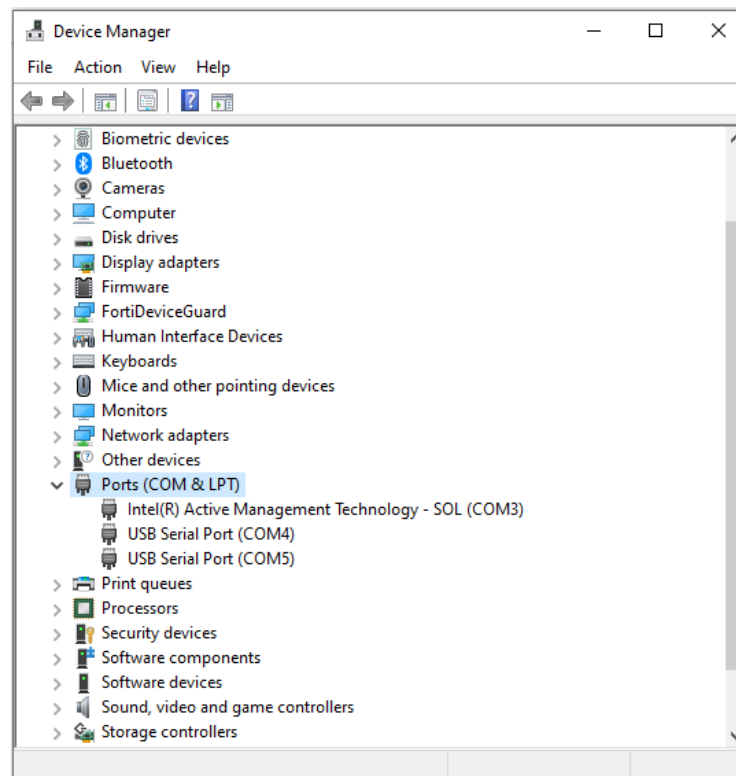 Device Manager
File Action View Help
?
Biometric devices
Bluetooth
Cameras
Computer
Disk drives
Display adapters
Firmware
FortiDeviceGuard
Human Interface Devices
Keyboards
Mice and other pointing devices
Monitors
Network adapters
Other devices
Ports (COM & LPT)
Intel(R) Active Management Technology - SOL (COM3)
USB Serial Port (COM4)
USB Serial Port (COM5)
Print queues
Processors
Security devices
Software components
Software devices
Sound, video and game controllers
Storage controllers